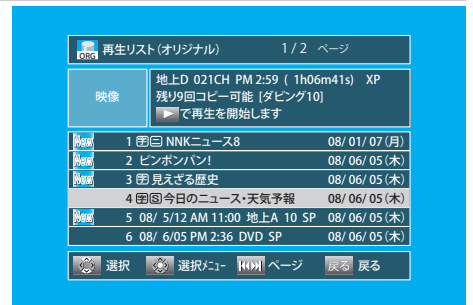 ORG 再生リスト(オリジナル) 1/2 ページ
映像
地上D 021CH PM 2:59 ( 1h06m41s) XP
残り9回コピー可能 [ダビング10]
で再生を開始します
New 1 字二 NNKニュース8 08/01/07(月)
New 2 ピンポンパン! 08/06/05(木)
New 3 字 見えざる歴史 08/06/05(木)
4 字S 今日のニュース・天気予報 08/06/05(木)
New 5 08/ 5/12 AM 11:00 地上A 10 SP 08/06/05(木)
6 08/ 6/05 PM 2:36 DVD SP 08/06/05(木)
選択 選択メニュー ページ 戻る 戻る